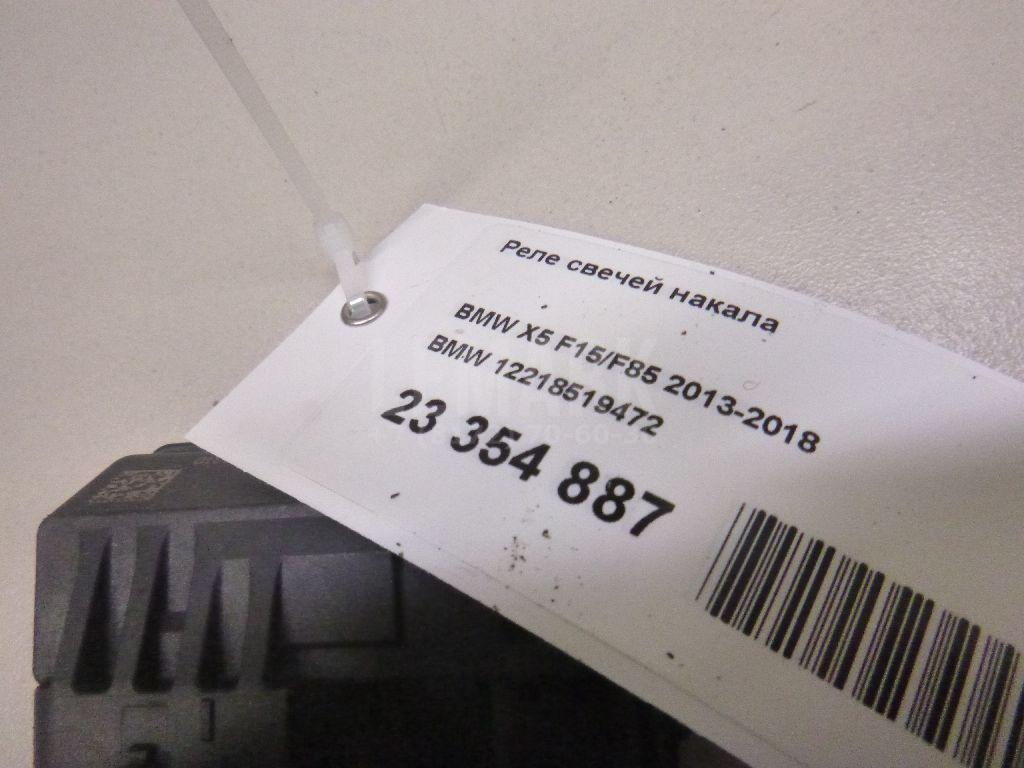 Реле свечей накала
BMW X5 F15/F85 2013-2018
BMW 12218519472
23 354 887